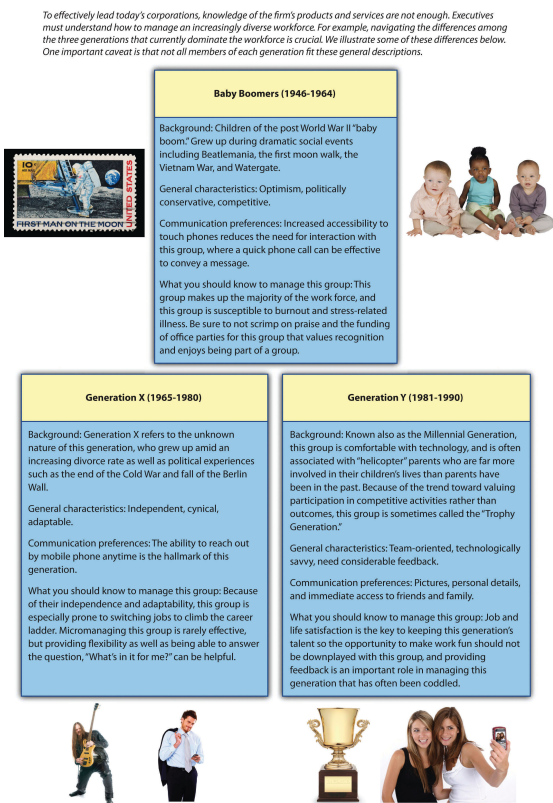 To effectively lead today's corporations, knowledge of the firm's products and services are not enough. Executives
must understand how to manage an increasingly diverse workforce. For example, navigating the differences among
the three generations that currently dominate the workforce is crucial. We illustrate some of these differences below.
One important caveat is that not all members of each generation fit these general descriptions.
Baby Boomers (1946-1964)
Background: Children of the post World War II "baby
boom." Grew up during dramatic social events
including Beatlemania, the first moon walk, the
Vietnam War, and Watergate.
General characteristics: Optimism, politically
conservative, competitive.
Communication preferences: Increased accessibility to
touch phones reduces the need for interaction with
this group, where a quick phone call can be effective
to convey a message.
What you should know to manage this group: This
group makes up the majority of the work force, and
this group is susceptible to burnout and stress-related
illness. Be sure to not scrimp on praise and the funding
of office parties for this group that values recognition
and enjoys being part of a group.
10¢
UNITED STATES
FIRST MAN ON THE MOON
Generation X (1965-1980)
Background: Generation X refers to the unknown
nature of this generation, who grew up amid an
increasing divorce rate as well as political experiences
such as the end of the Cold War and fall of the Berlin
Wall.
General characteristics: Independent, cynical,
adaptable.
Communication preferences: The ability to reach out
by mobile phone anytime is the hallmark of this
generation.
What you should know to manage this group: Because
of their independence and adaptability, this group is
especially prone to switching jobs to climb the career
ladder. Micromanaging this group is rarely effective,
but providing flexibility as well as being able to answer
the question, "What's in it for me?" can be helpful.
Generation Y (1981-1990)
Background: Known also as the Millennial Generation,
this group is comfortable with technology, and is often
associated with "helicopter" parents who are far more
involved in their children's lives than parents have
been in the past. Because of the trend toward valuing
participation in competitive activities rather than
outcomes, this group is sometimes called the "Trophy
Generation."
General characteristics: Team-oriented, technologically
savvy, need considerable feedback.
Communication preferences: Pictures, personal details,
and immediate access to friends and family.
What you should know to manage this group: Job and
life satisfaction is the key to keeping this generation's
talent so the opportunity to make work fun should not
be downplayed with this group, and providing
feedback is an important role in managing this
generation that has often been coddled.